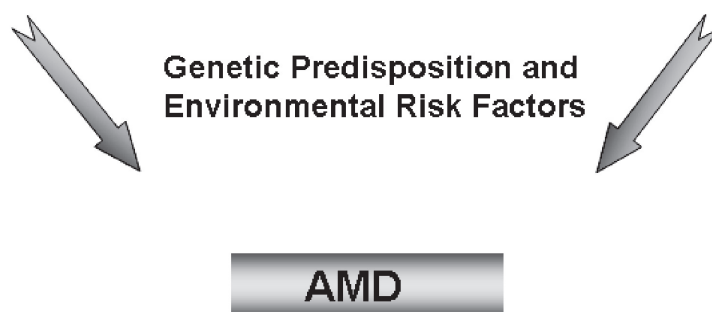 Genetic Predisposition and
Environmental Risk Factors
AMD